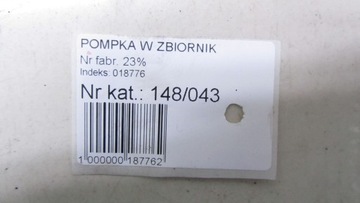 POMPKA W ZBIORNIK
Nr fabr. 23%
Indeks: 018776
Nr kat.: 148/043
1 000000 187762